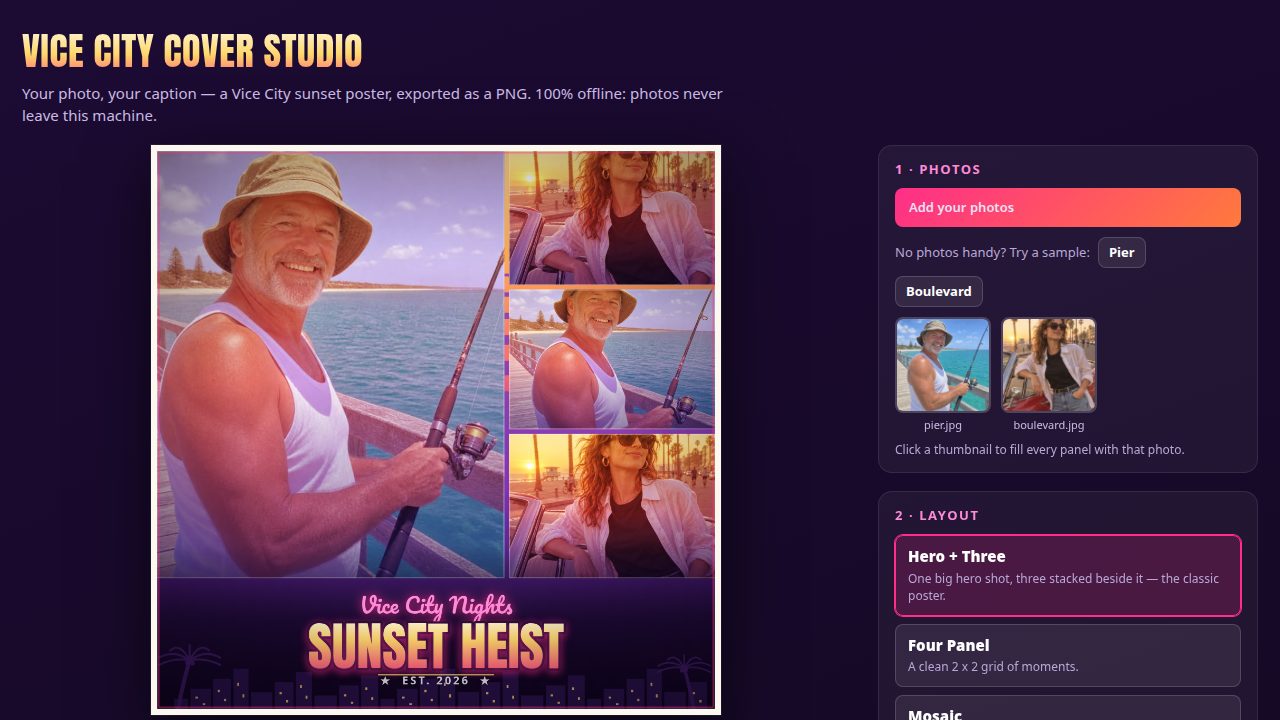 VICE CITY COVER STUDIO
Your photo, your caption — a Vice City sunset poster, exported as a PNG. 100% offline: photos never
leave this machine.
Vice City Nights
SUNSET HEIST
★ EST. 2026 ★
1 · PHOTOS
Add your photos
No photos handy? Try a sample: Pier
Boulevard
pier.jpg boulevard.jpg
Click a thumbnail to fill every panel with that photo.
2 · LAYOUT
Hero + Three
One big hero shot, three stacked beside it — the classic
poster.
Four Panel
A clean 2 x 2 grid of moments.
Mosaic